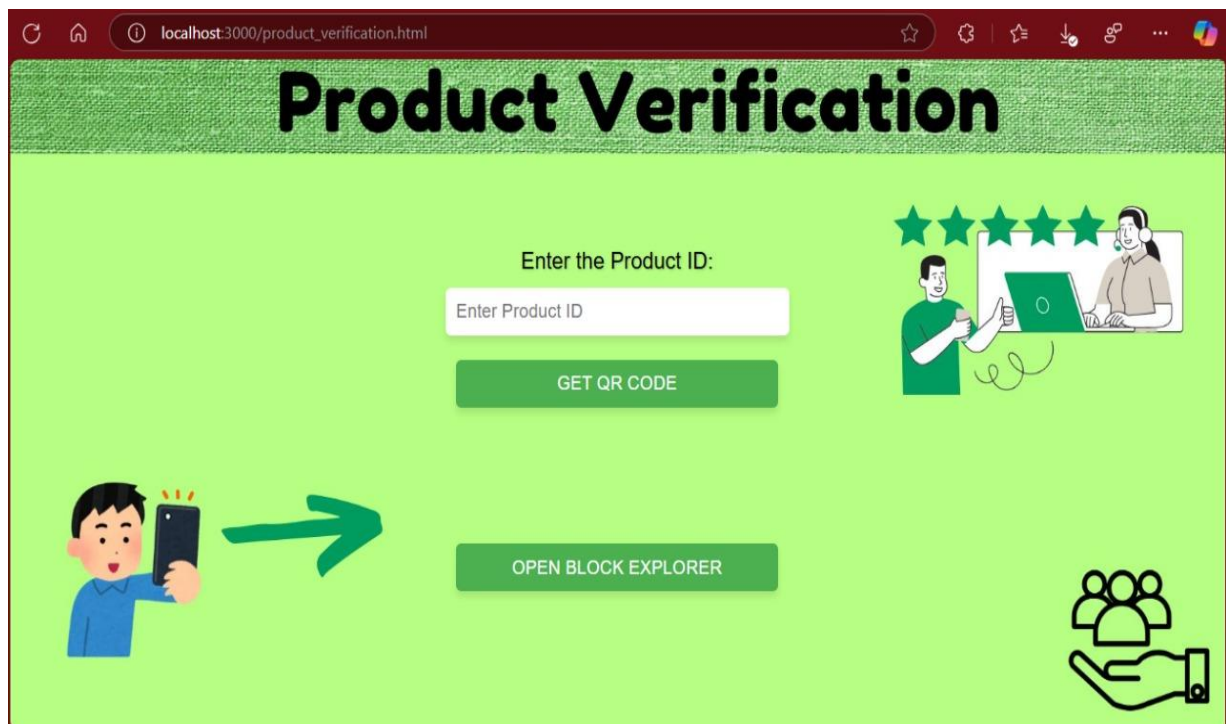 localhost:3000/product_verification.html
Product Verification
Enter the Product ID:
Enter Product ID
GET QR CODE
OPEN BLOCK EXPLORER